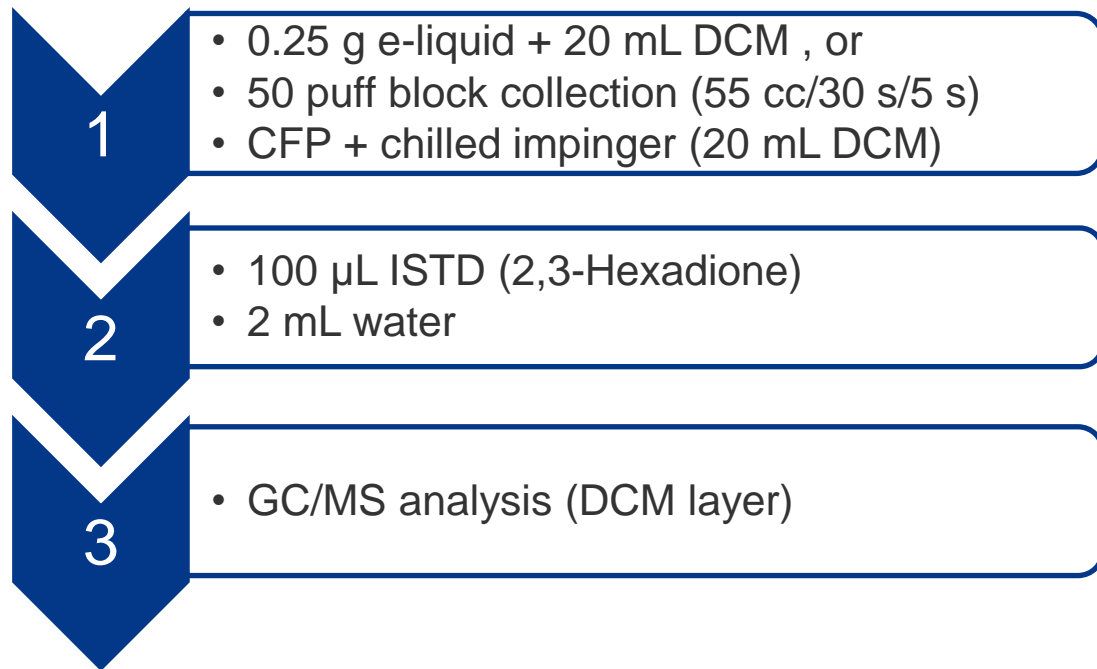 1
• 0.25 g e-liquid + 20 mL DCM , or
• 50 puff block collection (55 cc/30 s/5 s)
• CFP + chilled impinger (20 mL DCM)
2
• 100 µL ISTD (2,3-Hexadione)
• 2 mL water
3
• GC/MS analysis (DCM layer)